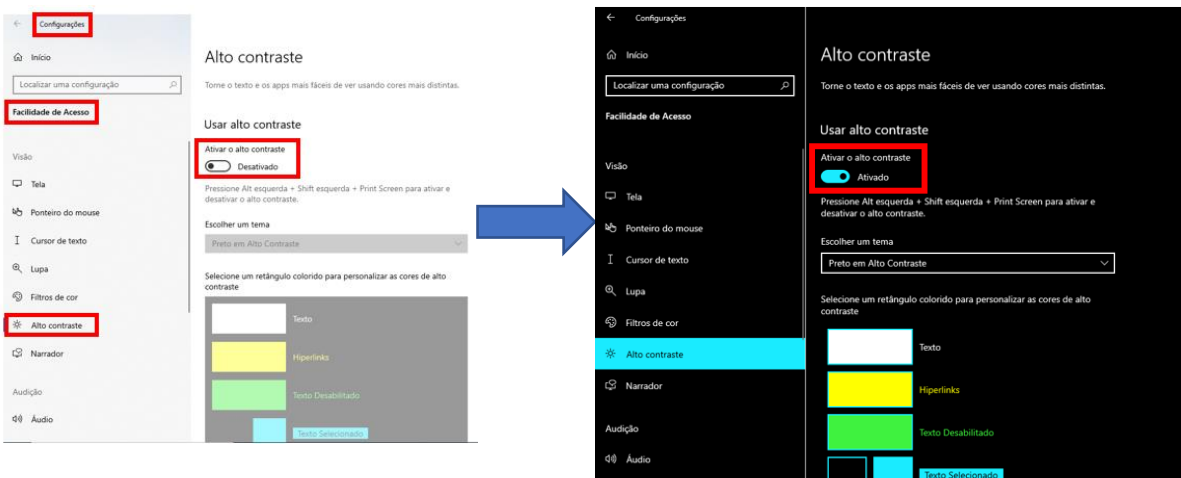 Configurações
Início
Localizar uma configuração
Facilidade de Acesso
Visão
Tela
Ponteiro do mouse
Cursor de texto
Lupa
Filtros de cor
Alto contraste
Narrador
Audição
Áudio
Alto contraste
Torne o texto e os apps mais fáceis de ver usando cores mais distintas.
Usar alto contraste
Ativar o alto contraste
Desativado
Pressione Alt esquerda + Shift esquerda + Print Screen para ativar e
desativar o alto contraste.
Escolher um tema
Preto em Alto Contraste
Selecione um retângulo colorido para personalizar as cores de alto
contraste
Texto
Hiperlinks
Texto Desabilitado
Texto Selecionado
Configurações
Início
Localizar uma configuração
Facilidade de Acesso
Visão
Tela
Ponteiro do mouse
Cursor de texto
Lupa
Filtros de cor
Alto contraste
Narrador
Audição
Áudio
Alto contraste
Torne o texto e os apps mais fáceis de ver usando cores mais distintas.
Usar alto contraste
Ativar o alto contraste
Ativado
Pressione Alt esquerda + Shift esquerda + Print Screen para ativar e
desativar o alto contraste.
Escolher um tema
Preto em Alto Contraste
Selecione um retângulo colorido para personalizar as cores de alto
contraste
Texto
Hiperlinks
Texto Desabilitado
Texto Selecionado